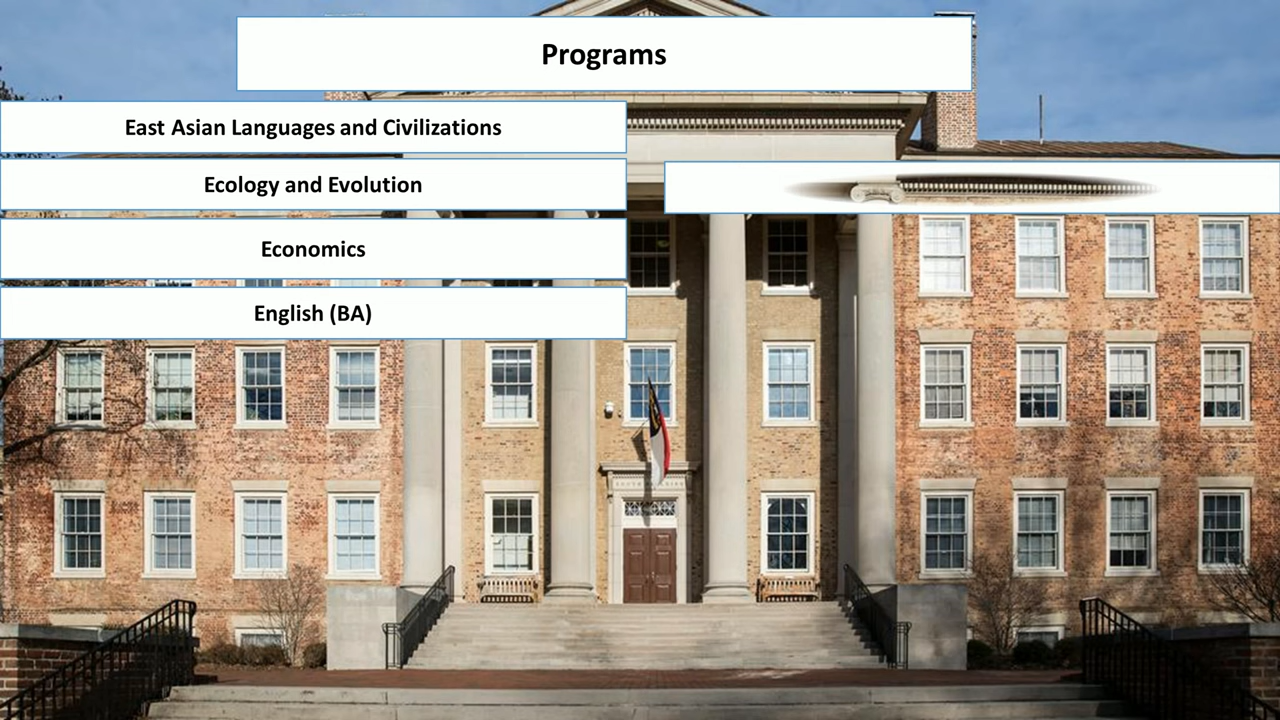 Programs
East Asian Languages and Civilizations
Ecology and Evolution
Economics
English (BA)